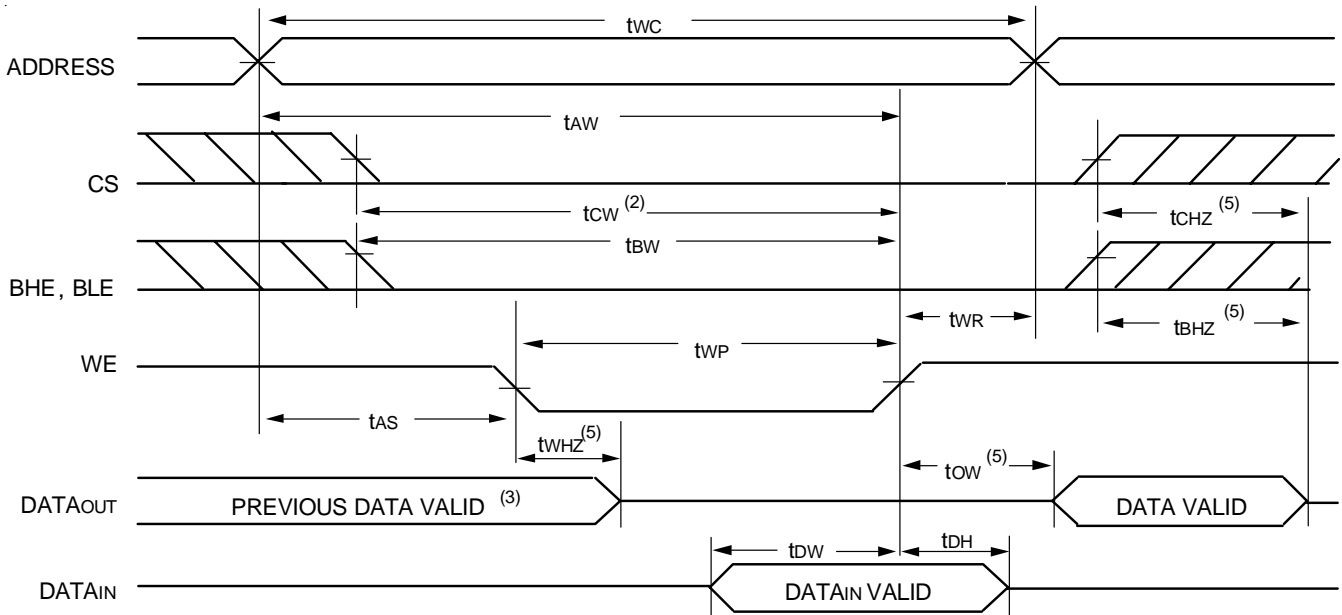 tWC
ADDRESS
tAW
CS
tCW (2)
tCHZ (5)
tBW
BHE, BLE
tWR
tBHZ (5)
tWP
WE
tAS
tWHZ (5)
tOW (5)
DATAOUT
PREVIOUS DATA VALID (3)
DATA VALID
tDW
tDH
DATAIN
DATAIN VALID